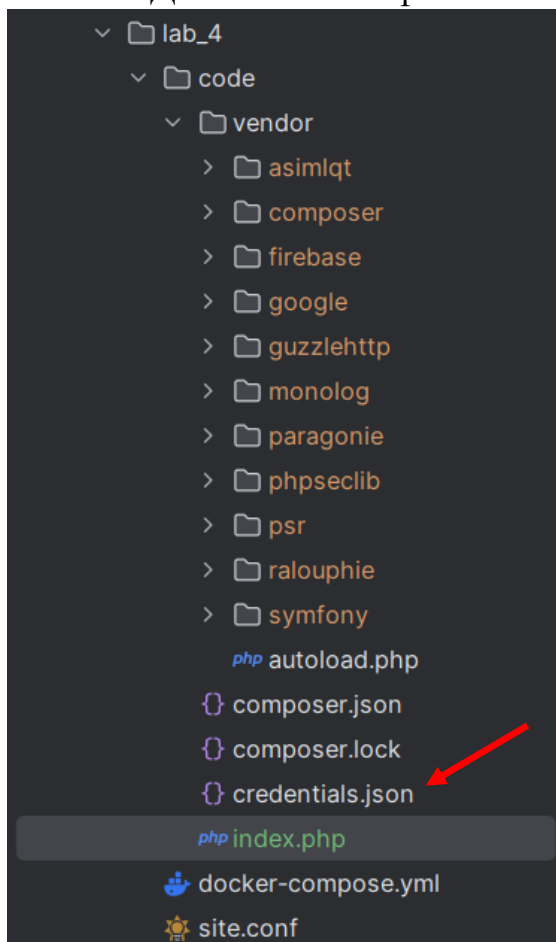 lab_4
code
vendor
asimlqt
composer
firebase
google
guzzlehttp
monolog
paragonie
phpseclib
psr
ralouphie
symfony
php autoload.php
{} composer.json
{} composer.lock
{} credentials.json
php index.php
docker-compose.yml
site.conf